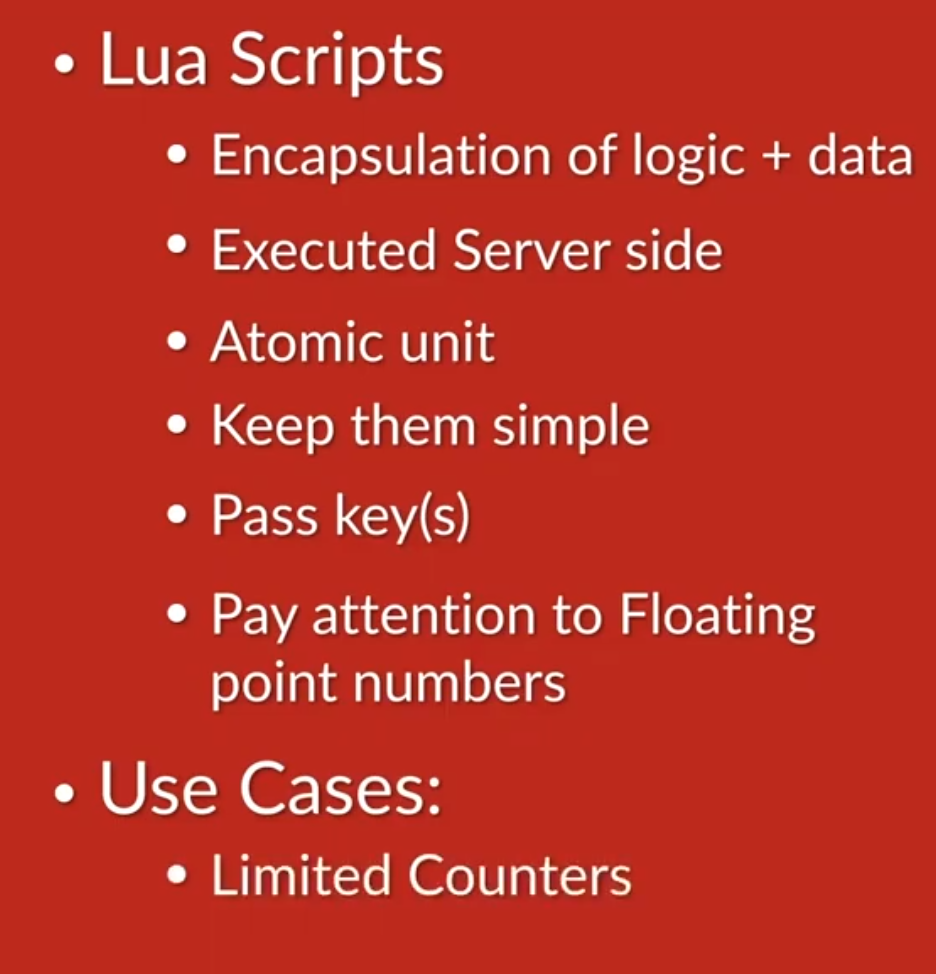 • Lua Scripts
• Encapsulation of logic + data
• Executed Server side
• Atomic unit
• Keep them simple
• Pass key(s)
• Pay attention to Floating
point numbers
• Use Cases:
• Limited Counters